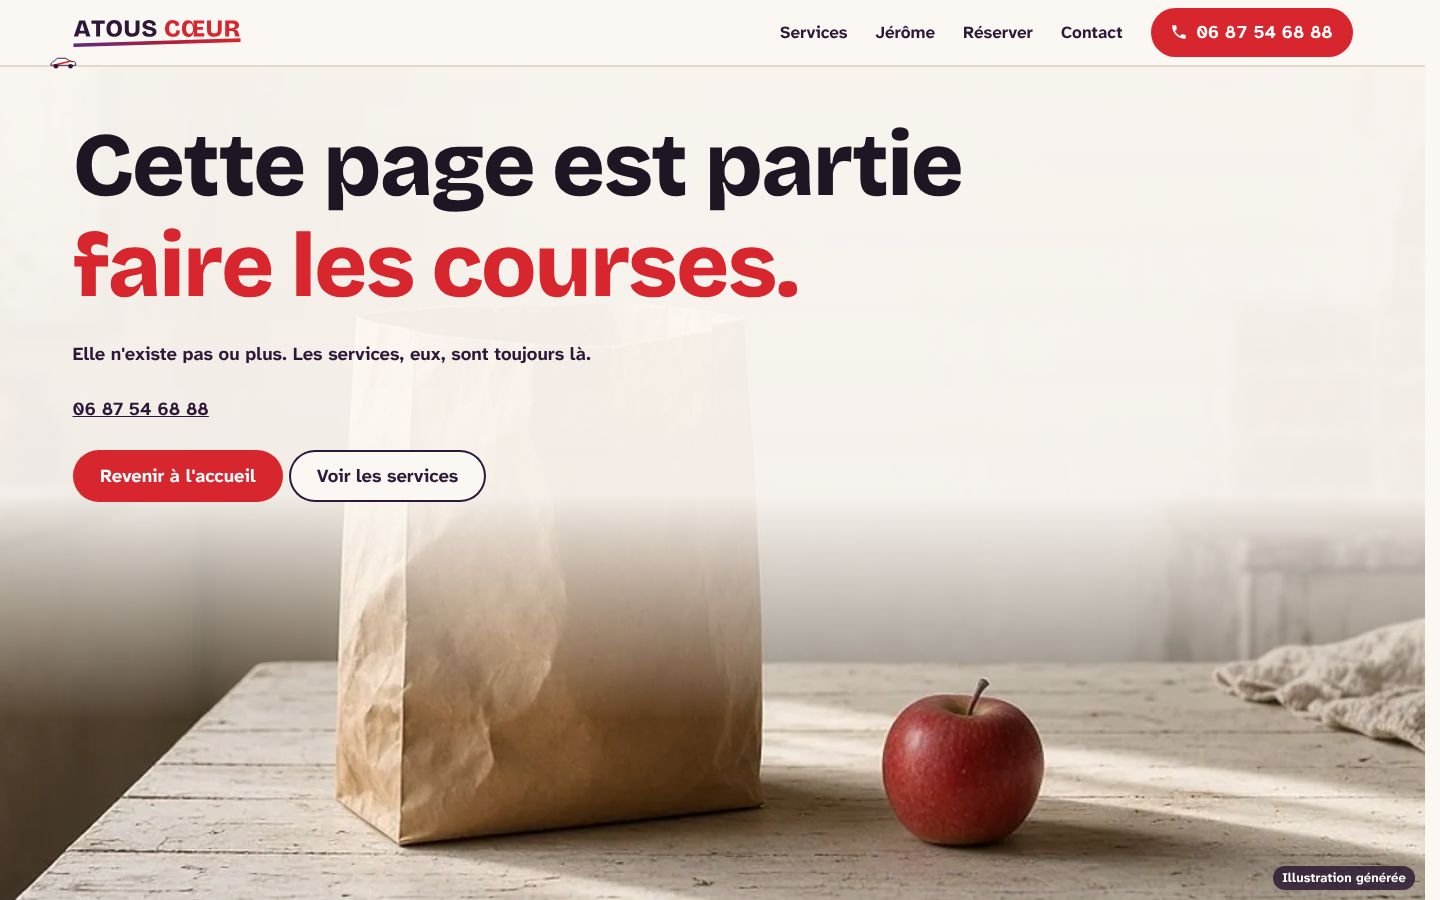 ATOUS CŒUR
Services
Jérôme
Réserver
Contact
06 87 54 68 88
Cette page est partie
faire les courses.
Elle n'existe pas ou plus. Les services, eux, sont toujours là.
06 87 54 68 88
Revenir à l'accueil
Voir les services
Illustration générée